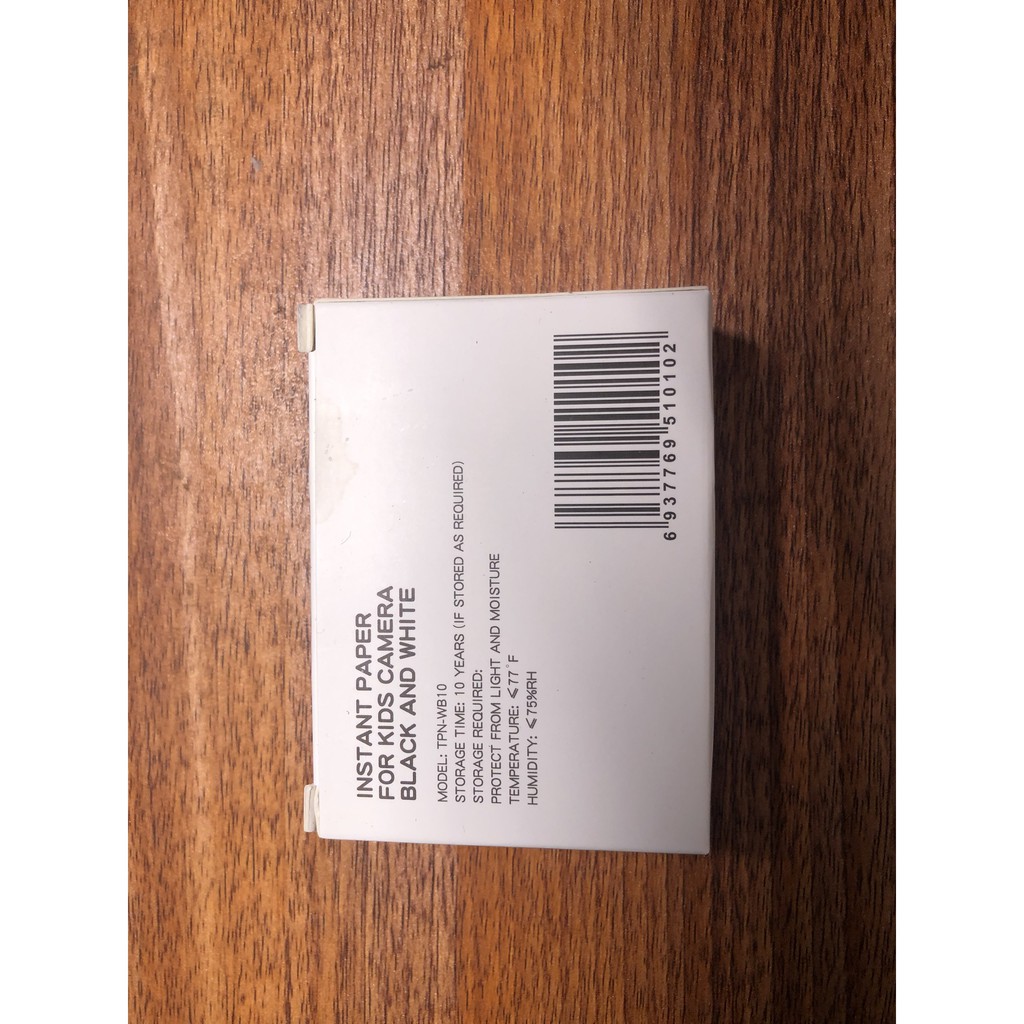 INSTANT PAPER
FOR KIDS CAMERA
BLACK AND WHITE
MODEL: TPN-WB10
STORAGE TIME: 10 YEARS (IF STORED AS REQUIRED)
STORAGE REQUIRED:
PROTECT FROM LIGHT AND MOISTURE
TEMPERATURE: ⩽77°F
HUMIDITY: ⩽75%RH
6 937769 510102